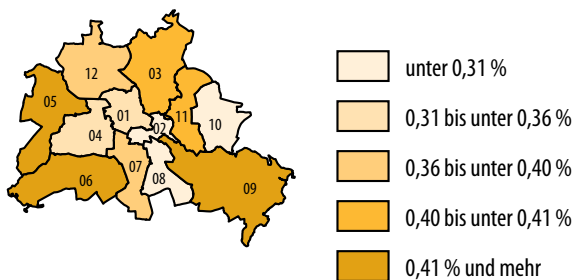 12
03
05
01
02
11
10
04
07
06
08
09
unter 0,31 %
0,31 bis unter 0,36 %
0,36 bis unter 0,40 %
0,40 bis unter 0,41 %
0,41 % und mehr